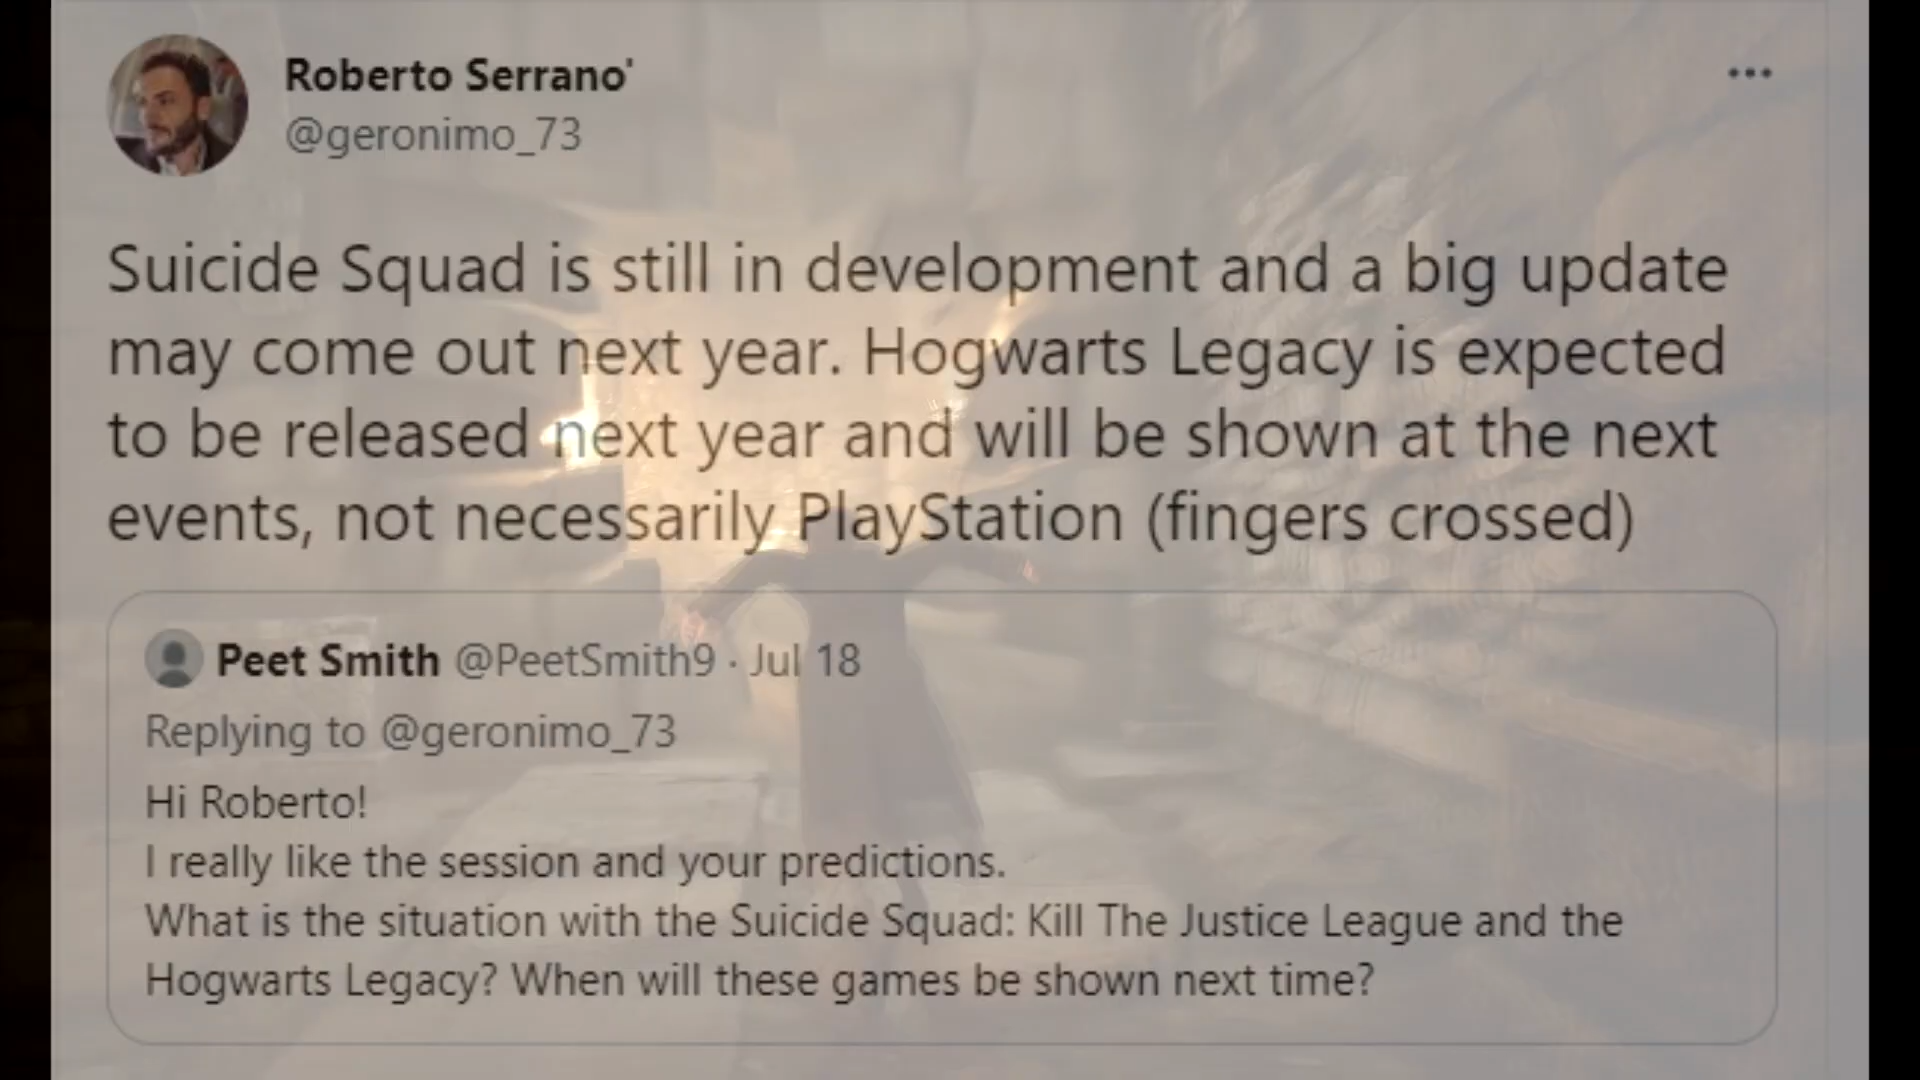 Roberto Serrano'
@geronimo_73
Suicide Squad is still in development and a big update
may come out next year. Hogwarts Legacy is expected
to be released next year and will be shown at the next
events, not necessarily PlayStation (fingers crossed)
Peet Smith @PeetSmith9 · Jul 18
Replying to @geronimo_73
Hi Roberto!
I really like the session and your predictions.
What is the situation with the Suicide Squad: Kill The Justice League and the
Hogwarts Legacy? When will these games be shown next time?